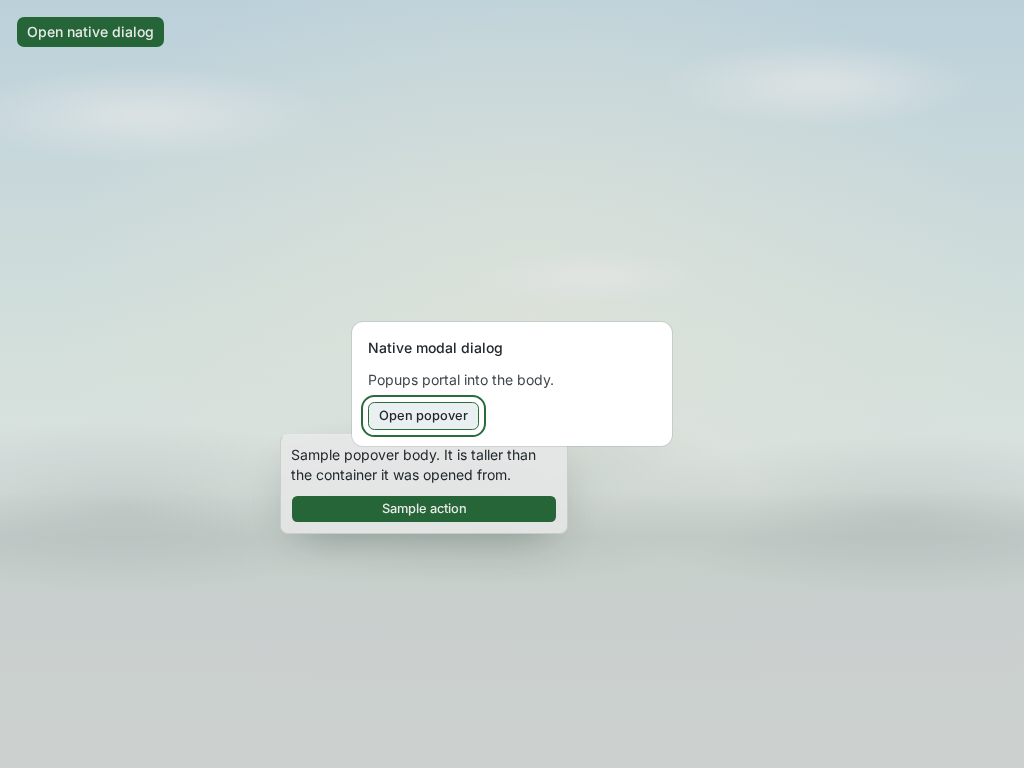 Open native dialog
Native modal dialog
Popups portal into the body.
Open popover
Sample popover body. It is taller than
the container it was opened from.
Sample action